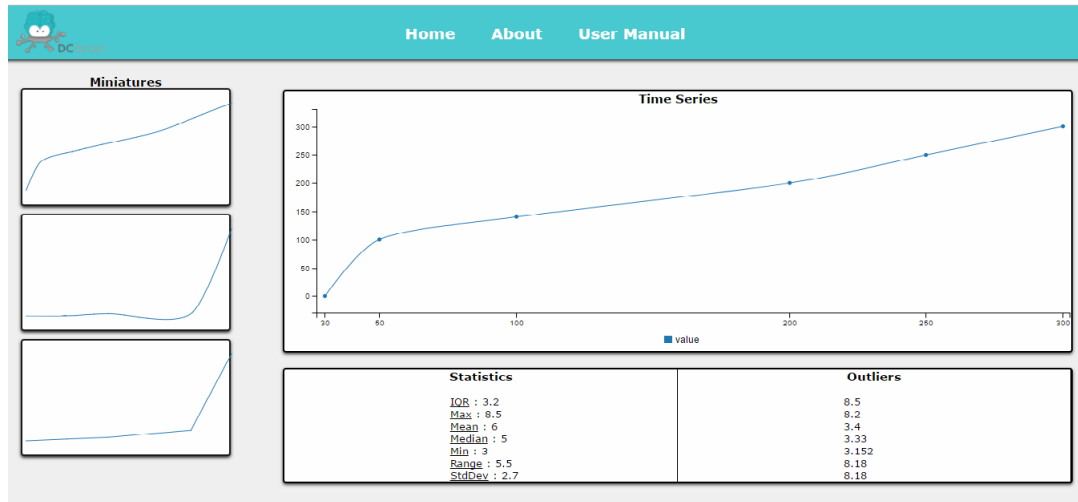 DC
Home About User Manual
Miniatures
Time Series
300
250
200
150
100
50
0
30 50 100 200 250 300
value
Statistics
IQR : 3.2
Max : 8.5
Mean : 6
Median : 5
Min : 3
Range : 5.5
StdDev : 2.7
Outliers
8.5
8.2
3.4
3.33
3.152
8.18
8.18